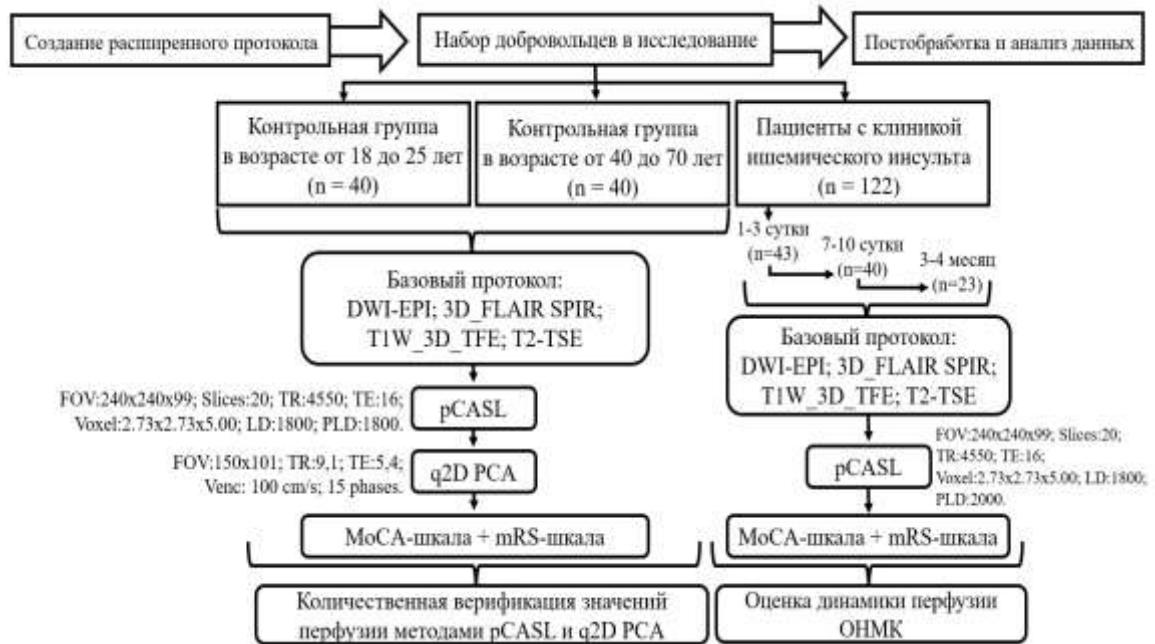 Создание расширенного протокола
Набор добровольцев в исследование
Постобработка и анализ данных
Контрольная группа
в возрасте от 18 до 25 лет
(n = 40)
Контрольная группа
в возрасте от 40 до 70 лет
(n = 40)
Пациенты с клиникой
ишемического инсульта
(n = 122)
1-3 сутки
(n=43)
7-10 сутки
(n=40)
3-4 месяц
(n=23)
Базовый протокол:
DWI-EPI; 3D_FLAIR SPIR;
T1W_3D_TFE; T2-TSE
FOV:240x240x99; Slices:20; TR:4550; TE:16;
Voxel:2.73x2.73x5.00; LD:1800; PLD:1800.
pCASL
FOV:150x101; TR:9,1; TE:5,4;
Venc: 100 cm/s; 15 phases.
q2D PCA
MoCA-шкала + mRS-шкала
Количественная верификация значений
перфузии методами pCASL и q2D PCA
Базовый протокол:
DWI-EPI; 3D_FLAIR SPIR;
T1W_3D_TFE; T2-TSE
pCASL
FOV:240x240x99; Slices:20;
TR:4550; TE:16;
Voxel:2.73x2.73x5.00; LD:1800;
PLD:2000.
MoCA-шкала + mRS-шкала
Оценка динамики перфузии
ОНМК